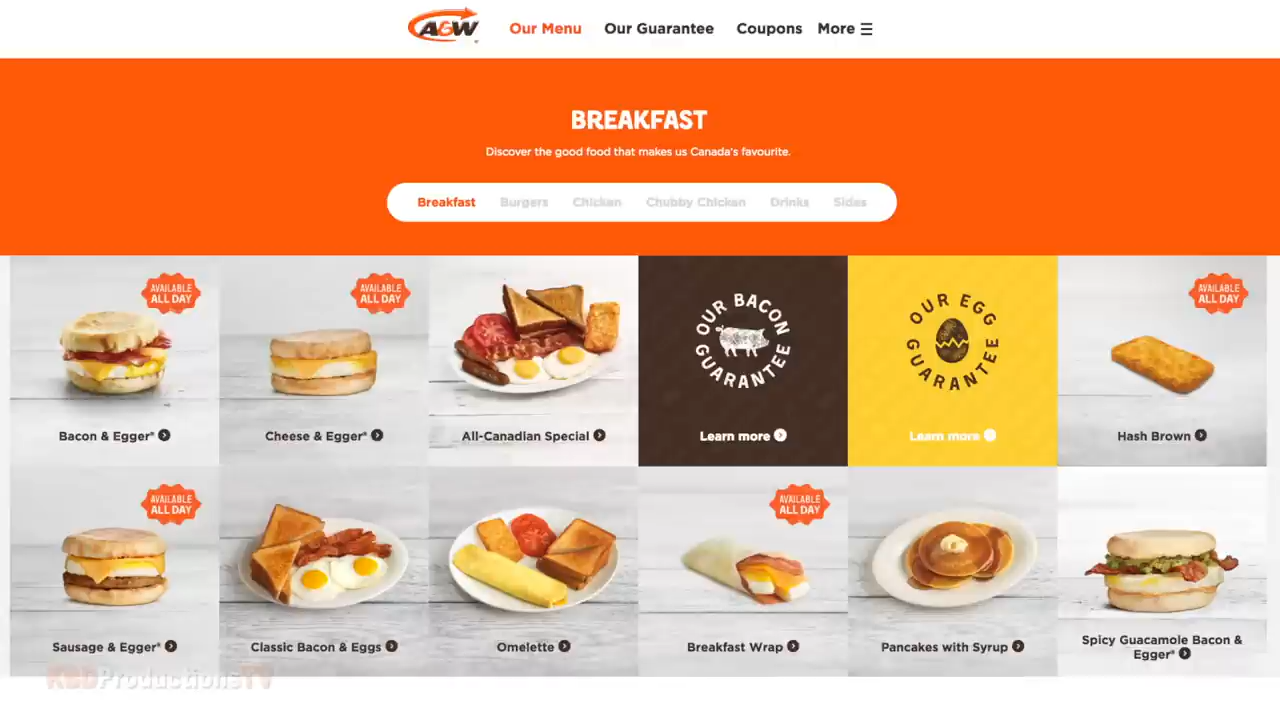 A&W
Our Menu Our Guarantee Coupons More
BREAKFAST
Discover the good food that makes us Canada's favourite.
Breakfast Burgers Chicken Chubby Chicken Drinks Sides
AVAILABLE
ALL DAY
Bacon & Egger®
AVAILABLE
ALL DAY
Cheese & Egger®
All-Canadian Special
OUR BACON
GUARANTEE
Learn more
OUR EGG
GUARANTEE
Learn more
AVAILABLE
ALL DAY
Hash Brown
AVAILABLE
ALL DAY
Sausage & Egger®
Classic Bacon & Eggs
Omelette
AVAILABLE
ALL DAY
Breakfast Wrap
Pancakes with Syrup
Spicy Guacamole Bacon &
Egger®